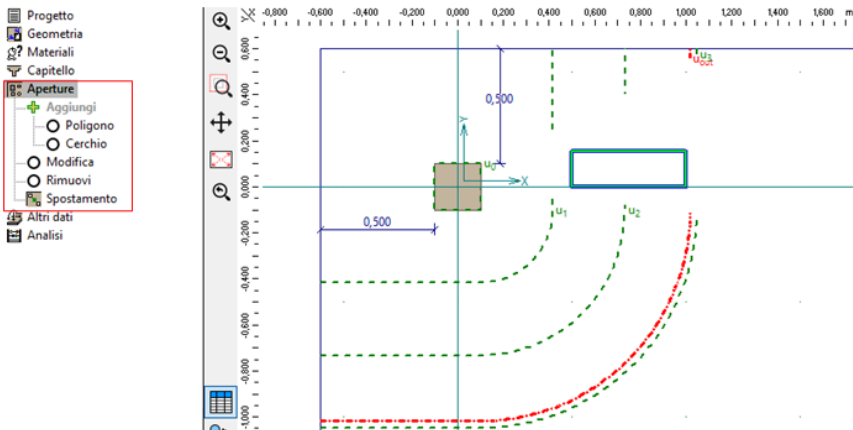 Progetto
Geometria
Materiali
Capitello
Aperture
Aggiungi
Poligono
Cerchio
Modifica
Rimuovi
Spostamento
Altri dati
Analisi
-0,800 -0,600 -0,400 -0,200 0,000 0,200 0,400 0,600 0,800 1,000 1,200 1,400 1,600 m
0,600
0,400
0,200
0,000
-0,200
-0,400
-0,600
-0,800
-1,000
u3
uout
0,500
Y
u0
X
0,500
u1
u2